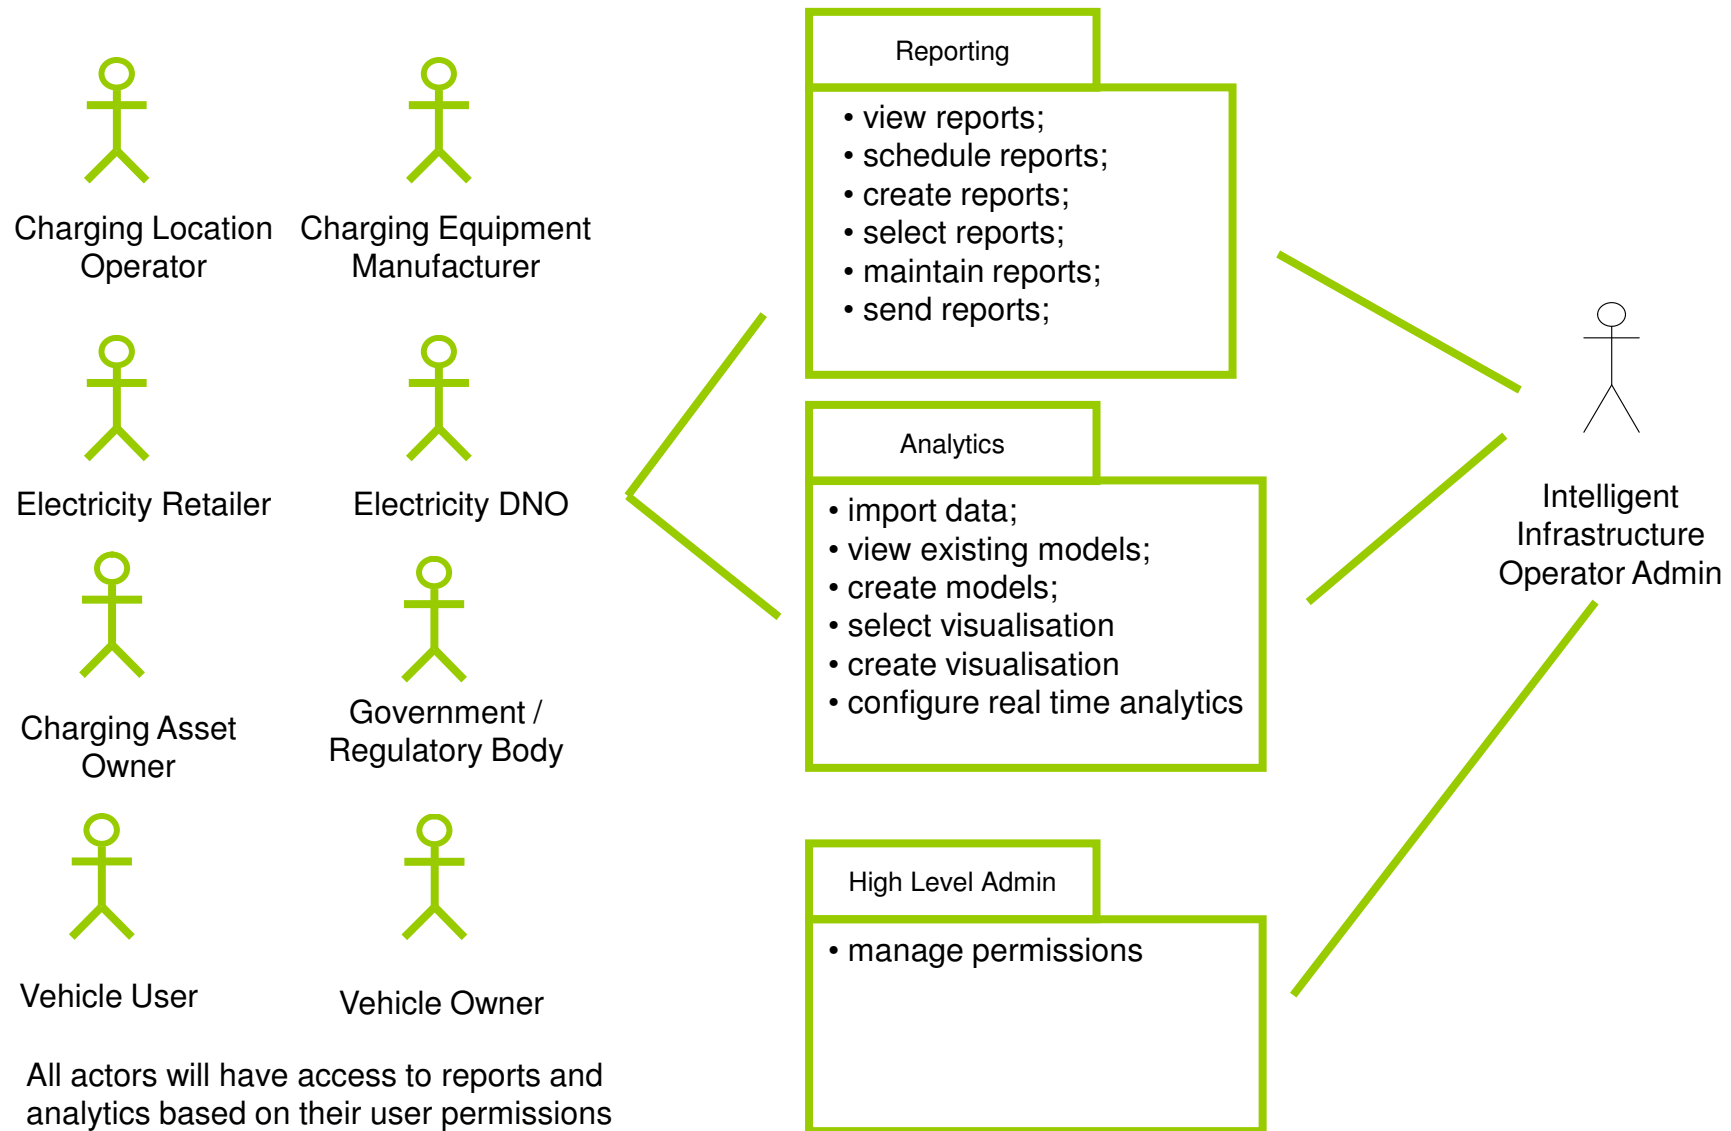 Charging Location
Operator
Charging Equipment
Manufacturer
Electricity Retailer
Electricity DNO
Charging Asset
Owner
Government /
Regulatory Body
Vehicle User
Vehicle Owner
All actors will have access to reports and
analytics based on their user permissions
Reporting
• view reports;
• schedule reports;
• create reports;
• select reports;
• maintain reports;
• send reports;
Analytics
• import data;
• view existing models;
• create models;
• select visualisation
• create visualisation
• configure real time analytics
High Level Admin
• manage permissions
Intelligent
Infrastructure
Operator Admin